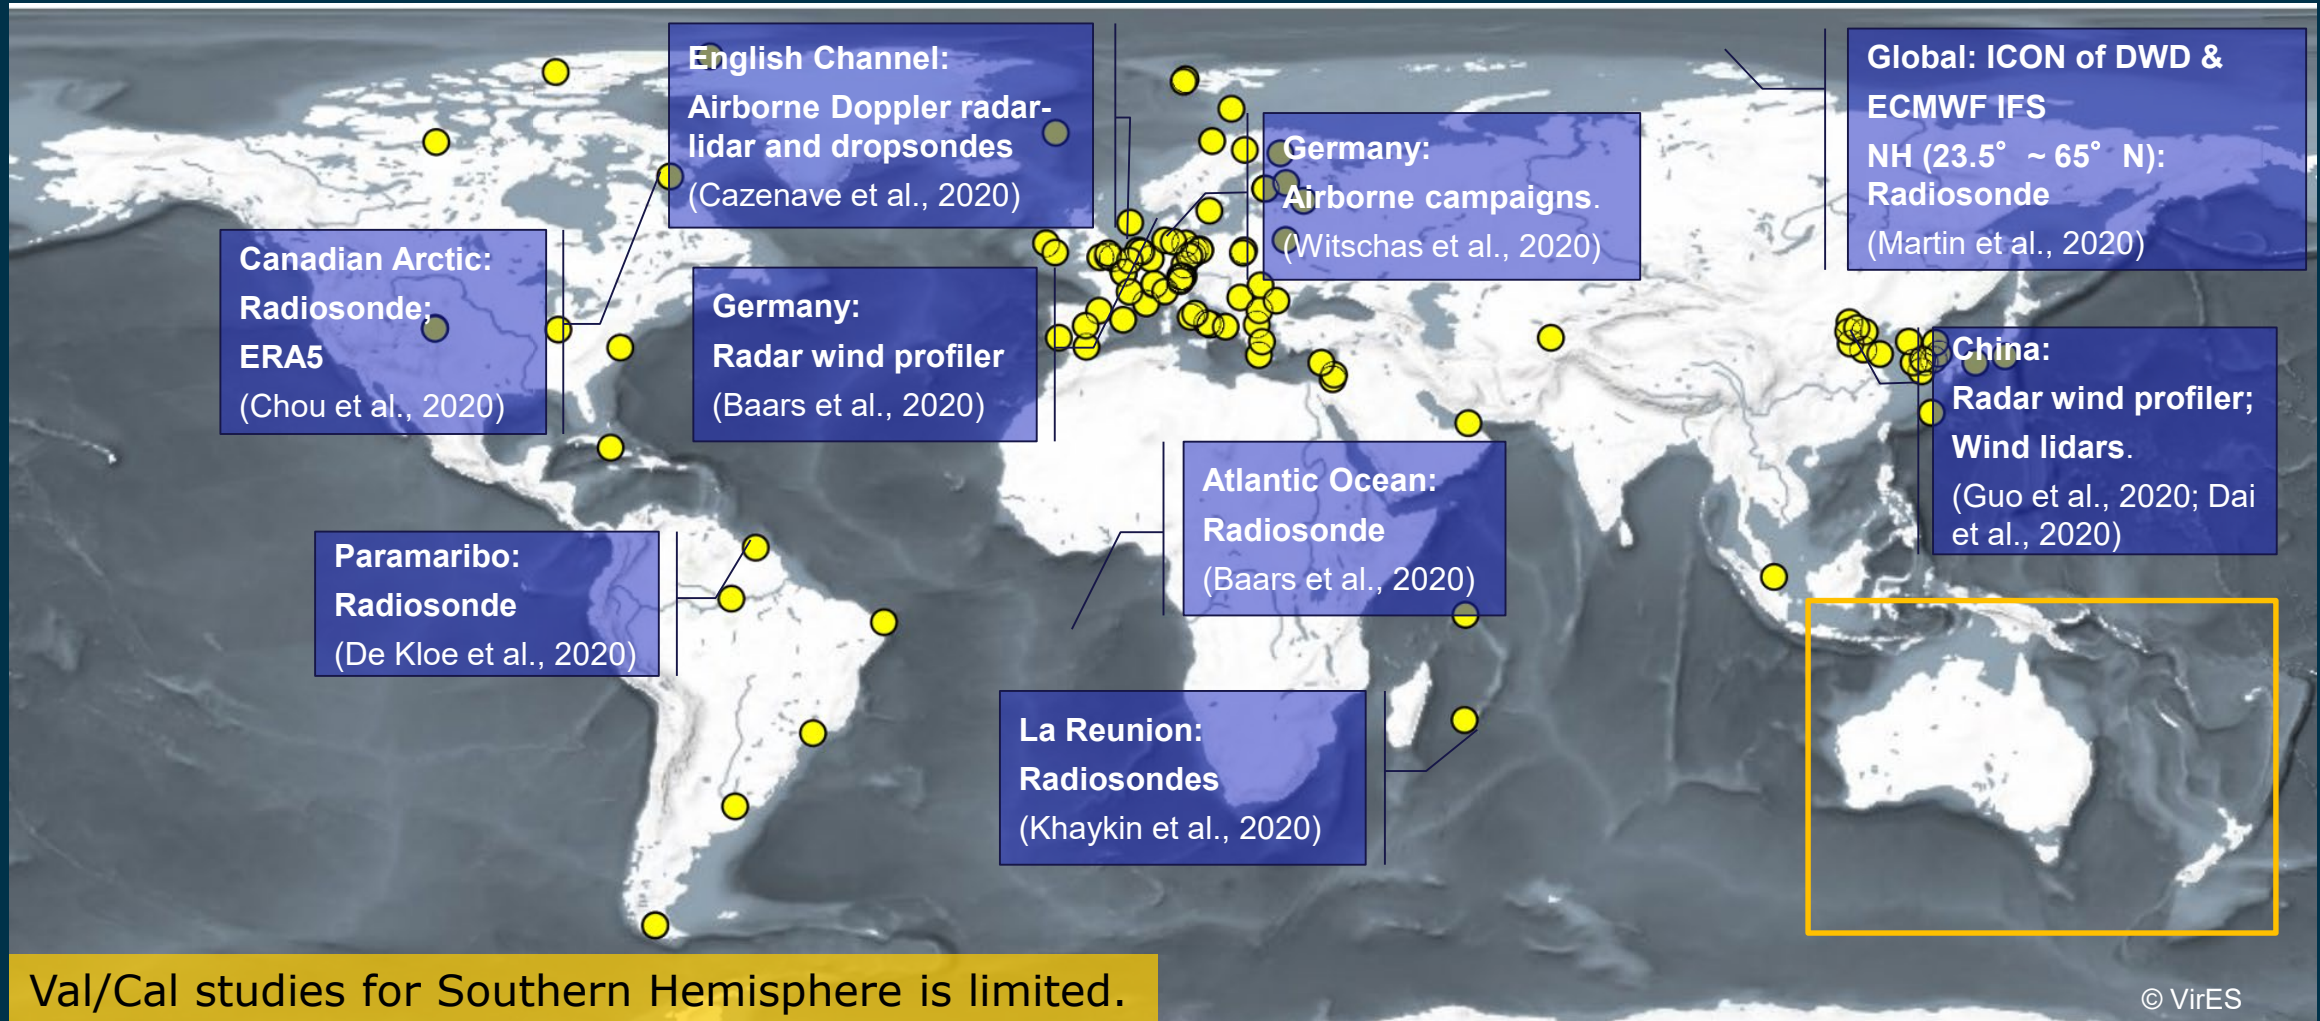 English Channel:
Airborne Doppler radar-
lidar and dropsondes
(Cazenave et al., 2020)
Global: ICON of DWD &
ECMWF IFS
NH (23.5° ~ 65° N):
Radiosonde
(Martin et al., 2020)
Germany:
Airborne campaigns.
(Witschas et al., 2020)
Canadian Arctic:
Radiosonde;
ERA5
(Chou et al., 2020)
Germany:
Radar wind profiler
(Baars et al., 2020)
China:
Radar wind profiler;
Wind lidars.
(Guo et al., 2020; Dai
et al., 2020)
Atlantic Ocean:
Radiosonde
(Baars et al., 2020)
Paramaribo:
Radiosonde
(De Kloe et al., 2020)
La Reunion:
Radiosondes
(Khaykin et al., 2020)
Val/Cal studies for Southern Hemisphere is limited.
© VirES